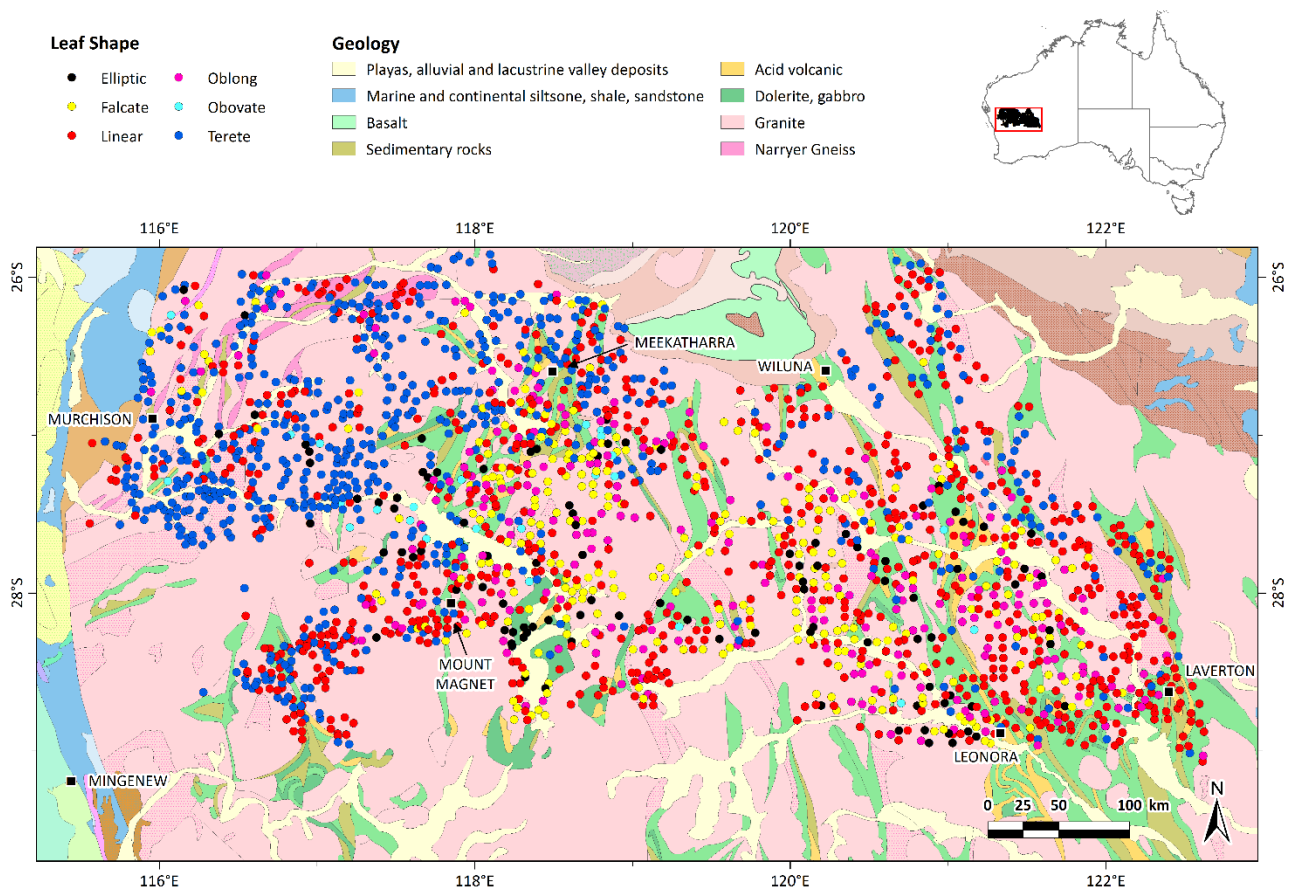 Leaf Shape
Elliptic
Falcate
Linear
Oblong
Obovate
Terete
Geology
Playas, alluvial and lacustrine valley deposits
Marine and continental siltsone, shale, sandstone
Basalt
Sedimentary rocks
Acid volcanic
Dolerite, gabbro
Granite
Narryer Gneiss
116°E
118°E
120°E
122°E
26°S
26°S
MEEKATHARRA
WILUNA
MURCHISON
28°S
28°S
MOUNT
MAGNET
LAVERTON
LEONORA
MINGENEW
N
0 25 50 100 km
116°E
118°E
120°E
122°E